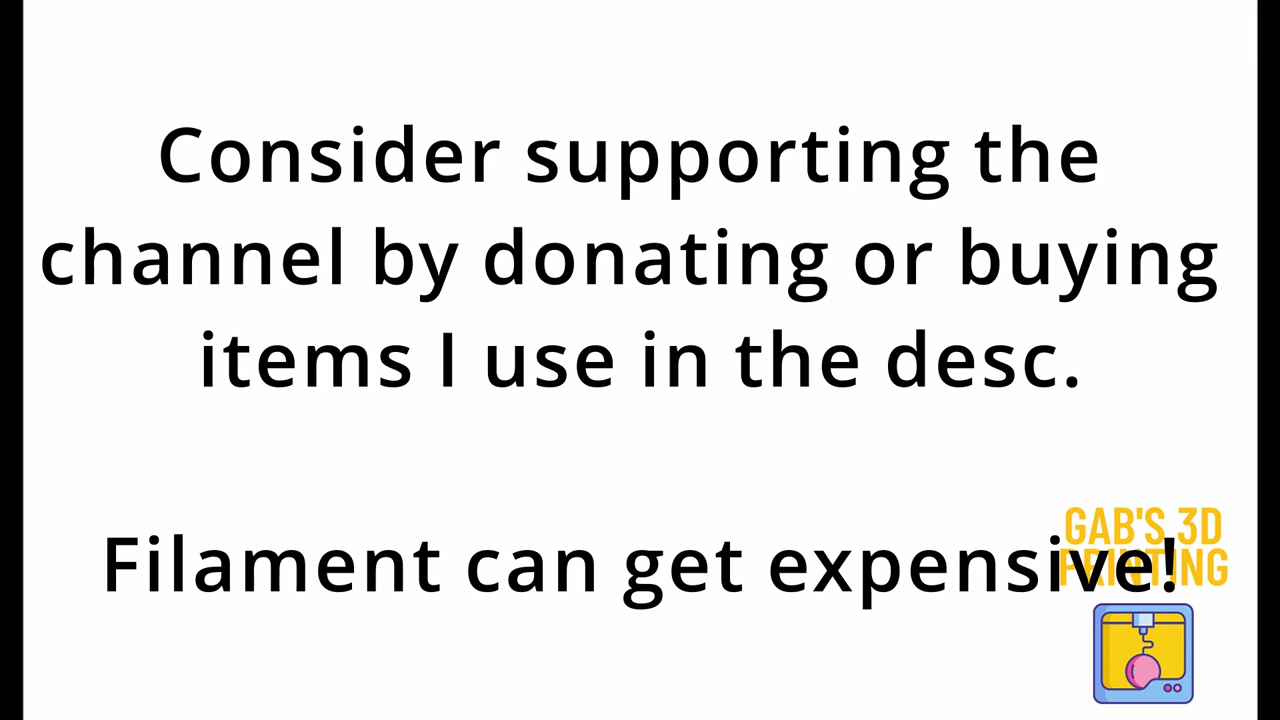 Consider supporting the
channel by donating or buying
items I use in the desc.
Filament can get expensive!
GAB'S 3D
PRINTING